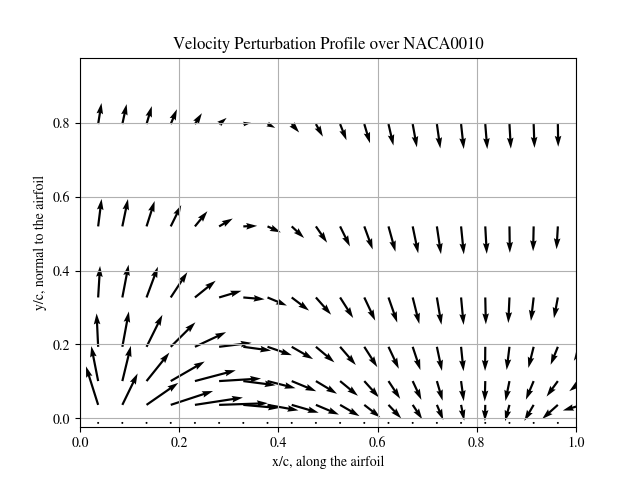 Velocity Perturbation Profile over NACA0010
y/c, normal to the airfoil
0.8
0.6
0.4
0.2
0.0
0.0 0.2 0.4 0.6 0.8 1.0
x/c, along the airfoil